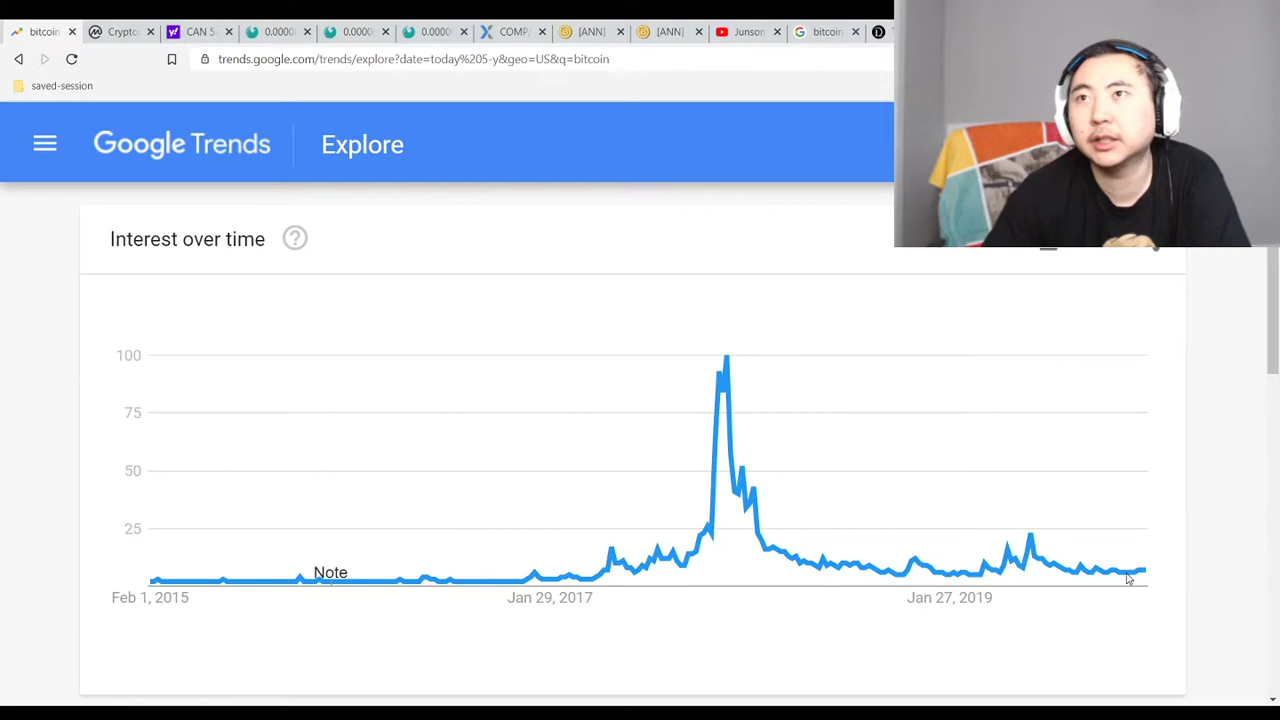 bitcoin
Crypto
CAN 5.
0.0000
0.0000
0.0000
COMP.
[ANN]
[ANN]
Junson
bitcoin
trends.google.com/trends/explore?date=today%205-y&geo=US&q=bitcoin
saved-session
Google Trends
Explore
Interest over time
?
100
75
50
25
Note
Feb 1, 2015
Jan 29, 2017
Jan 27, 2019